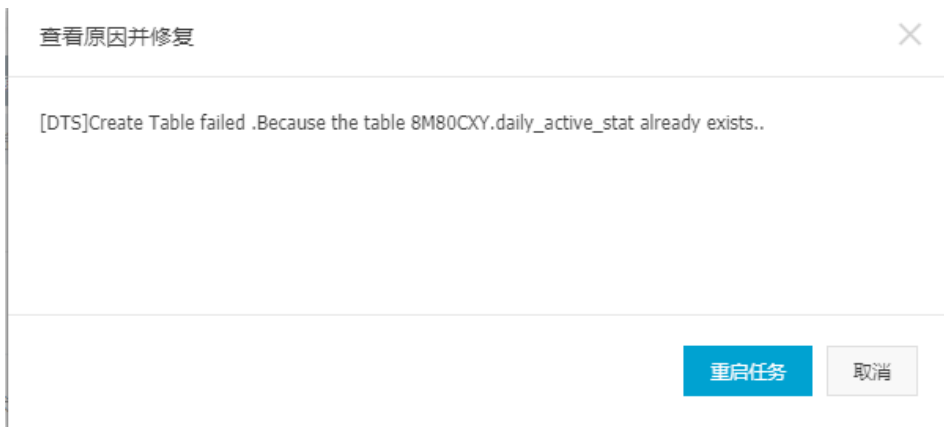 查看原因并修复
[DTS]Create Table failed .Because the table 8M80CXY.daily_active_stat already exists..
重启任务
取消